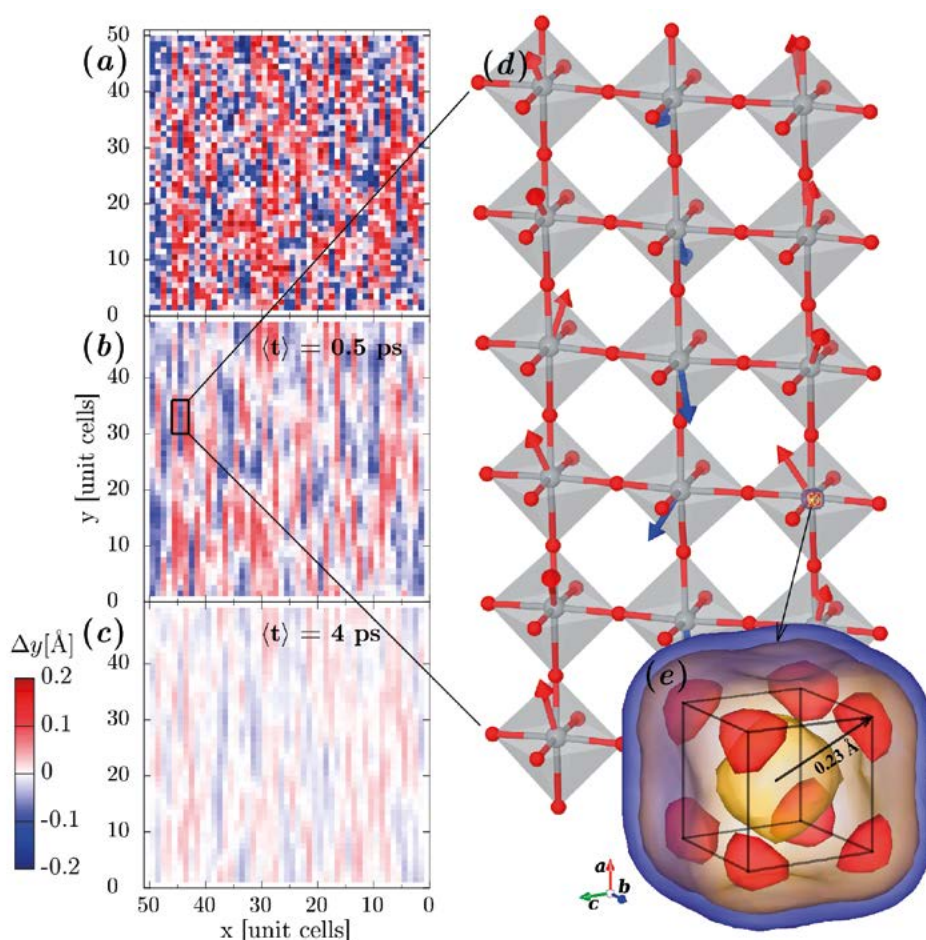 (a)
50
40
30
20
10
0
(b)
⟨t⟩ = 0.5 ps
40
30
20
10
0
y [unit cells]
(c)
⟨t⟩ = 4 ps
40
30
20
10
0
50 40 30 20 10 0
x [unit cells]
Δy[Å]
0.2
0.1
0
-0.1
-0.2
(d)
(e)
0.23 Å
a
b
c